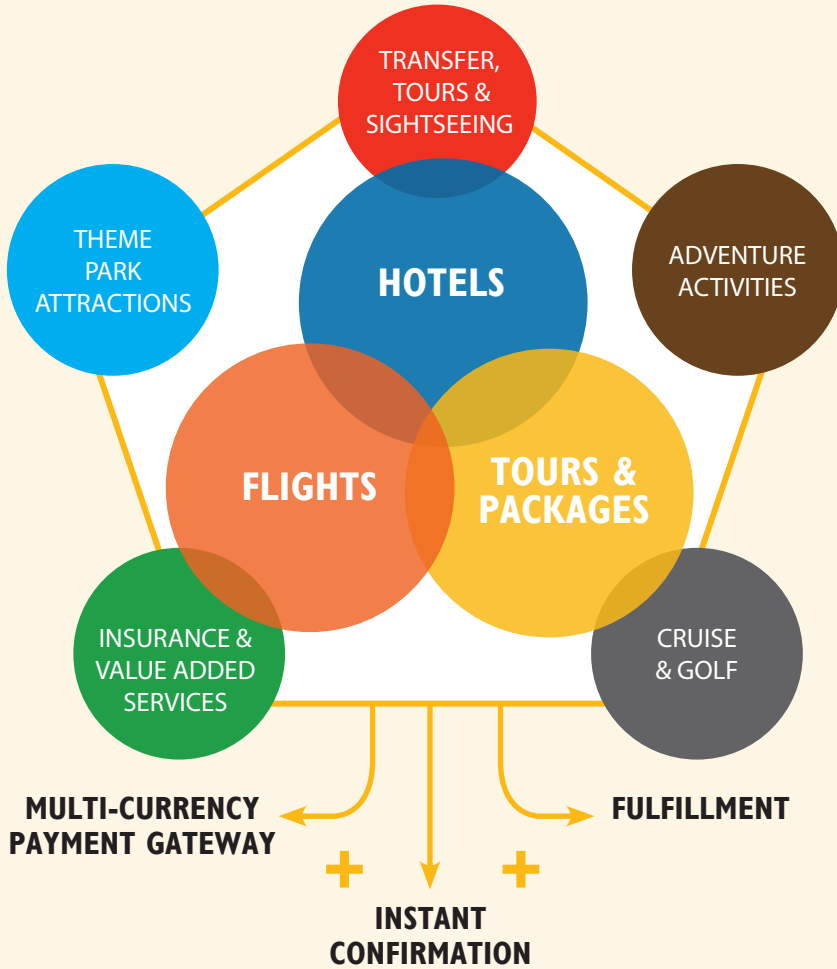 TRANSFER,
TOURS &
SIGHTSEEING
THEME
PARK
ATTRACTIONS
HOTELS
ADVENTURE
ACTIVITIES
FLIGHTS
TOURS &
PACKAGES
INSURANCE &
VALUE ADDED
SERVICES
CRUISE
& GOLF
MULTI-CURRENCY
PAYMENT GATEWAY
FULFILLMENT
+
+
INSTANT
CONFIRMATION